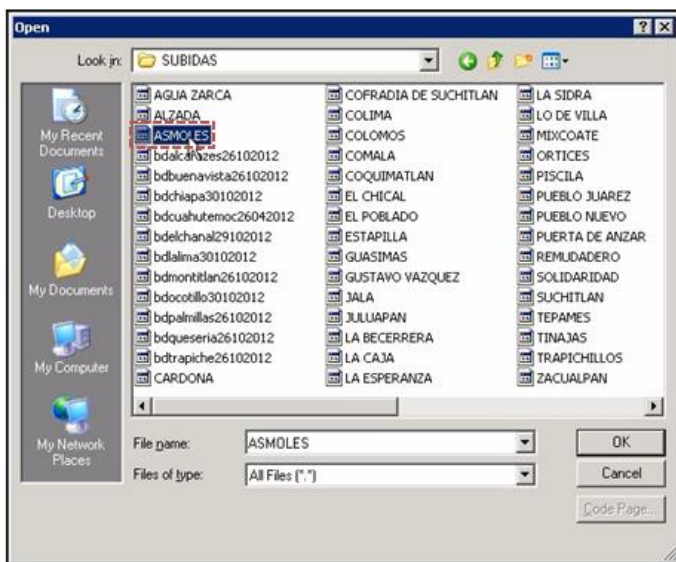 Open
Look in: SUBIDAS
My Recent Documents
Desktop
My Documents
My Computer
My Network Places
AGUA ZARCA
ALZADA
ASMOLES
bdalcarazes26102012
bdbuenavista26102012
bdchiapa30102012
bdcuahutemoc26042012
bdelchanal29102012
bdlalima30102012
bdmontitlan26102012
bdocotillo30102012
bdpalmillas26102012
bdqueseria26102012
bdtrapiche26102012
CARDONA
COFRADIA DE SUCHITLAN
COLIMA
COLOMOS
COMALA
COQUIMATLAN
EL CHICAL
EL POBLADO
ESTAPILLA
GUASIMAS
GUSTAVO VAZQUEZ
JALA
JULUAPAN
LA BECERRERA
LA CAJA
LA ESPERANZA
LA SIDRA
LO DE VILLA
MIXCOATE
ORTICES
PISCILA
PUEBLO JUAREZ
PUEBLO NUEVO
PUERTA DE ANZAR
REMUDADERO
SOLIDARIDAD
SUCHITLAN
TEPAMES
TINAJAS
TRAPICHILLOS
ZACUALPAN
File name: ASMOLES
OK
Files of type: All Files (*.*)
Cancel
Code Page...